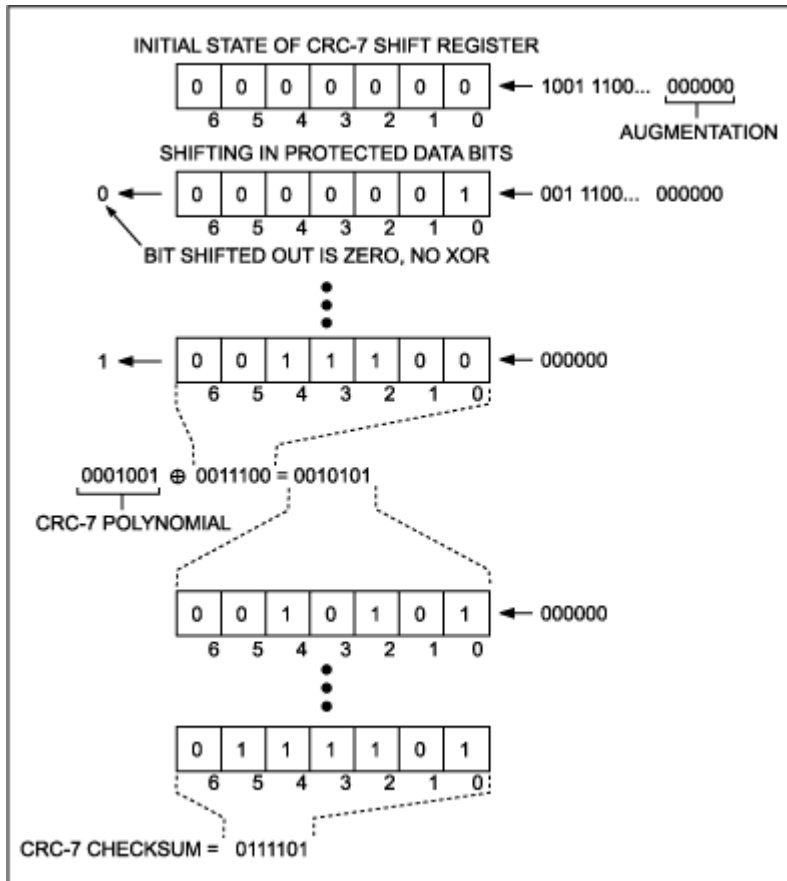 INITIAL STATE OF CRC-7 SHIFT REGISTER
0 0 0 0 0 0 0 1001 1100... 000000
6 5 4 3 2 1 0
AUGMENTATION
SHIFTING IN PROTECTED DATA BITS
0 0 0 0 0 0 0 1 001 1100... 000000
6 5 4 3 2 1 0
BIT SHIFTED OUT IS ZERO, NO XOR
1 0 0 1 1 1 0 0 000000
6 5 4 3 2 1 0
0001001 ⊕ 0011100 = 0010101
CRC-7 POLYNOMIAL
0 0 1 0 1 0 1 000000
6 5 4 3 2 1 0
0 1 1 1 1 0 1
6 5 4 3 2 1 0
CRC-7 CHECKSUM = 0111101